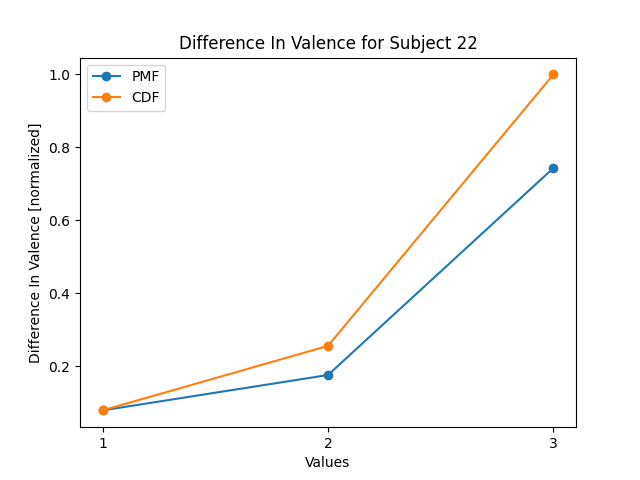 Difference In Valence for Subject 22
PMF
CDF
Difference In Valence [normalized]
1.0
0.8
0.6
0.4
0.2
1 2 3
Values